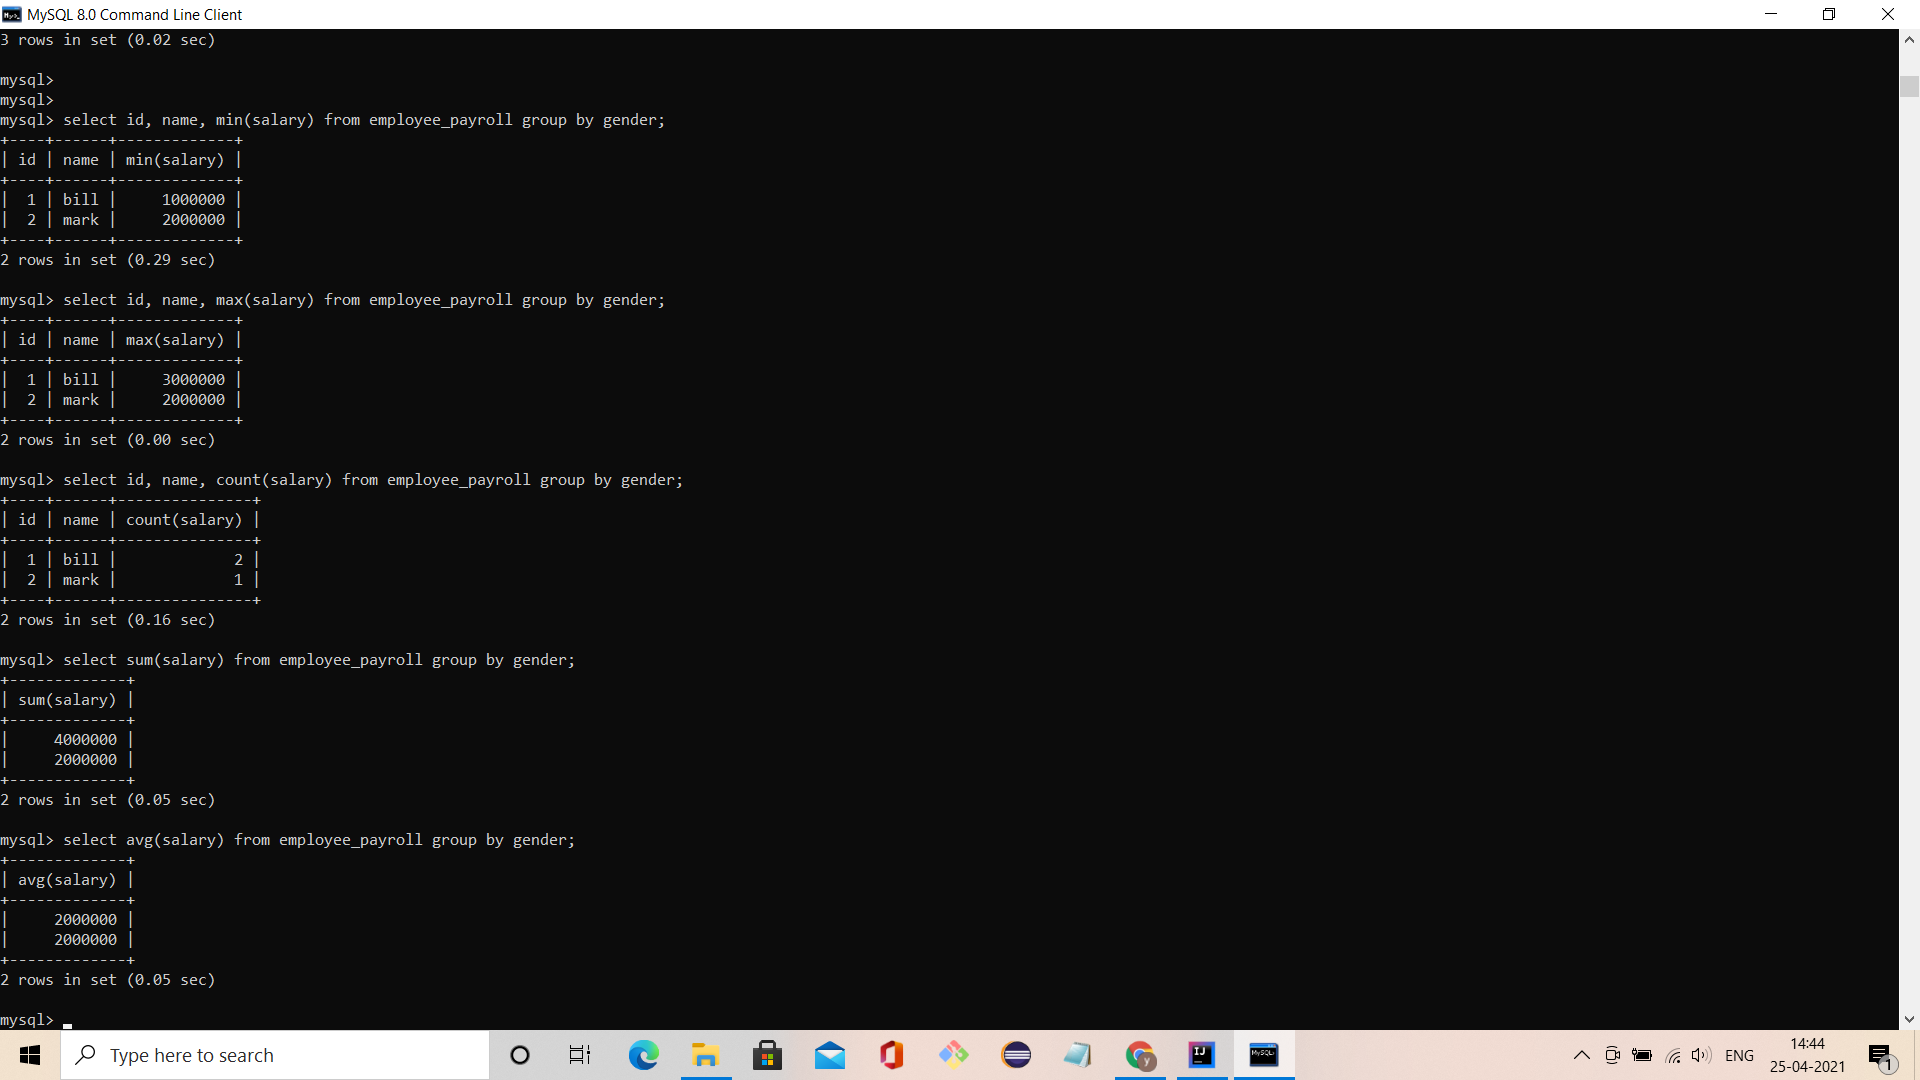 MySQL 8.0 Command Line Client
3 rows in set (0.02 sec)
mysql>
mysql>
mysql> select id, name, min(salary) from employee_payroll group by gender;
+----+------+-------------+
| id | name | min(salary) |
+----+------+-------------+
|  1 | bill |     1000000 |
|  2 | mark |     2000000 |
+----+------+-------------+
2 rows in set (0.29 sec)
mysql> select id, name, max(salary) from employee_payroll group by gender;
+----+------+-------------+
| id | name | max(salary) |
+----+------+-------------+
|  1 | bill |     3000000 |
|  2 | mark |     2000000 |
+----+------+-------------+
2 rows in set (0.00 sec)
mysql> select id, name, count(salary) from employee_payroll group by gender;
+----+------+---------------+
| id | name | count(salary) |
+----+------+---------------+
|  1 | bill |             2 |
|  2 | mark |             1 |
+----+------+---------------+
2 rows in set (0.16 sec)
mysql> select sum(salary) from employee_payroll group by gender;
+-------------+
| sum(salary) |
+-------------+
|     4000000 |
|     2000000 |
+-------------+
2 rows in set (0.05 sec)
mysql> select avg(salary) from employee_payroll group by gender;
+-------------+
| avg(salary) |
+-------------+
|     2000000 |
|     2000000 |
+-------------+
2 rows in set (0.05 sec)
mysql>
Type here to search
y
IJ
MySQL
ENG
14:44
25-04-2021
1